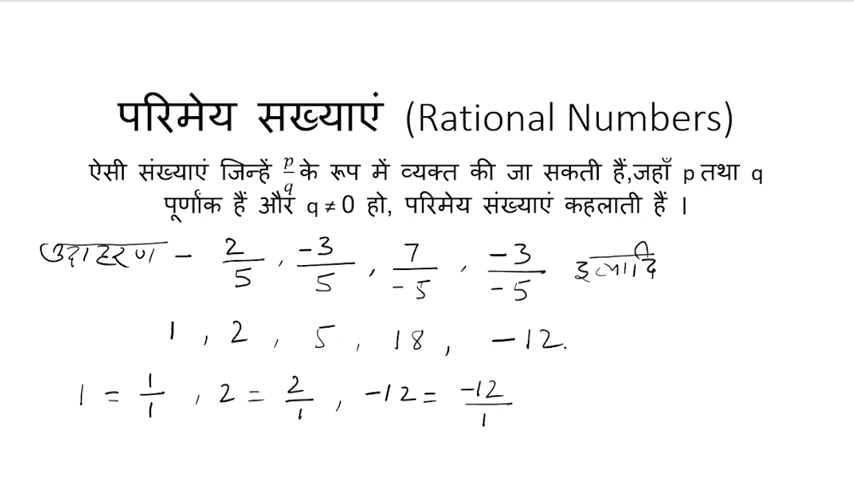 परिमेय सख्याएं (Rational Numbers)
ऐसी संख्याएं जिन्हें p/q के रूप में व्यक्त की जा सकती हैं,जहाँ p तथा q
पूर्णांक हैं और q ≠ 0 हो, परिमेय संख्याएं कहलाती हैं ।
उदाहरण - 2/5 , -3/5 , 7/-5 , -3/-5 इत्यादि
1 , 2 , 5 , 18 , -12.
1 = 1/1 , 2 = 2/1 , -12 = -12/1